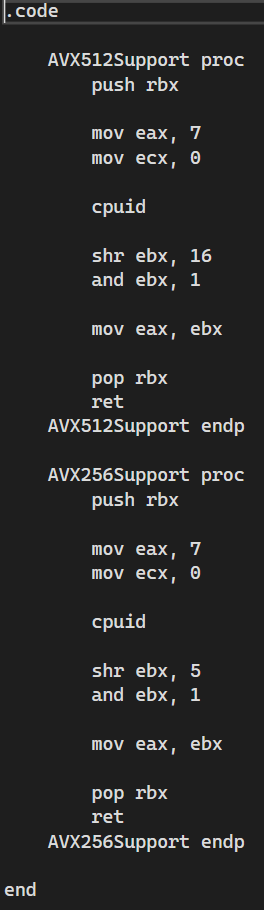 .code
AVX512Support proc
push rbx
mov eax, 7
mov ecx, 0
cpuid
shr ebx, 16
and ebx, 1
mov eax, ebx
pop rbx
ret
AVX512Support endp
AVX256Support proc
push rbx
mov eax, 7
mov ecx, 0
cpuid
shr ebx, 5
and ebx, 1
mov eax, ebx
pop rbx
ret
AVX256Support endp
end